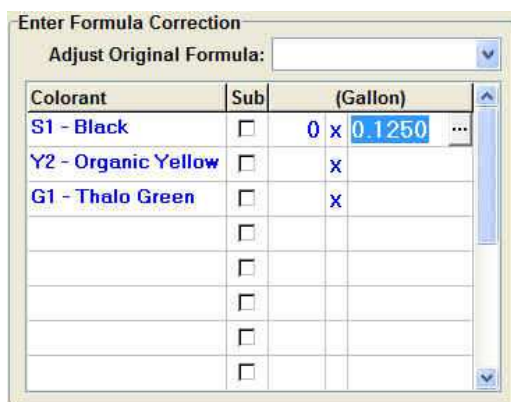 Enter Formula Correction
Adjust Original Formula:
Colorant Sub (Gallon)
S1 - Black 0 x 0.1250 ...
Y2 - Organic Yellow x
G1 - Thalo Green x